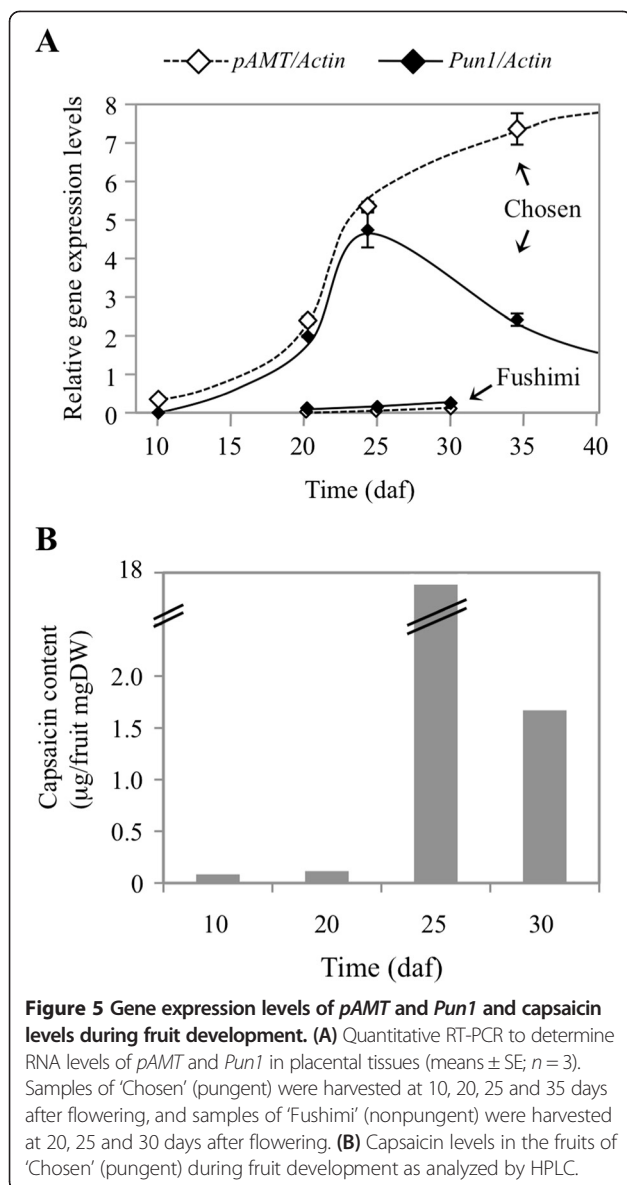 A
pAMT/Actin Pun1/Actin
8
7
6
5
4
3
2
1
0
Relative gene expression levels
Chosen
Fushimi
10 15 20 25 30 35 40
Time (daf)
B
18
2.0
1.5
1.0
0.5
0
Capsaicin content
(µg/fruit mgDW)
10 20 25 30
Time (daf)
Figure 5 Gene expression levels of pAMT and Pun1 and capsaicin
levels during fruit development. (A) Quantitative RT-PCR to determine
RNA levels of pAMT and Pun1 in placental tissues (means ± SE; n = 3).
Samples of ‘Chosen’ (pungent) were harvested at 10, 20, 25 and 35 days
after flowering, and samples of ‘Fushimi’ (nonpungent) were harvested
at 20, 25 and 30 days after flowering. (B) Capsaicin levels in the fruits of
‘Chosen’ (pungent) during fruit development as analyzed by HPLC.